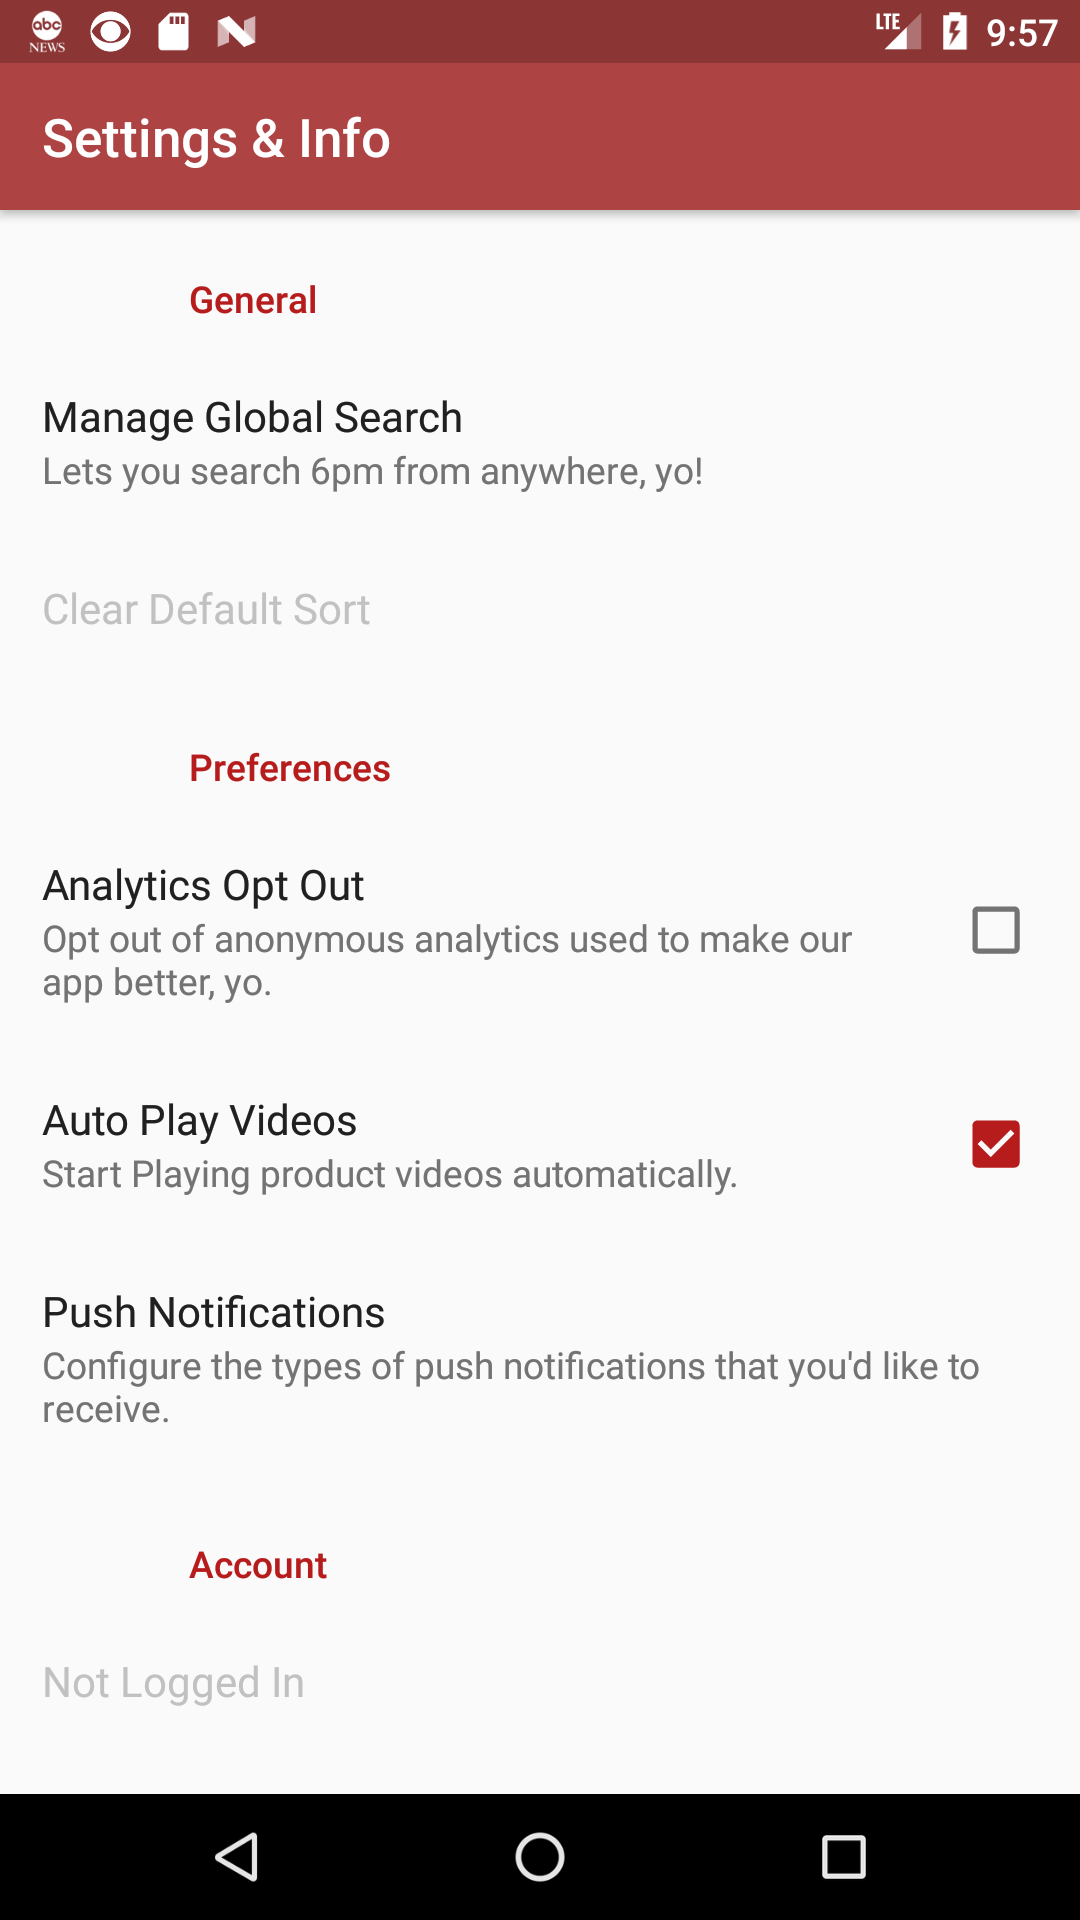 abc
NEWS
LTE
9:57
Settings & Info
General
Manage Global Search
Lets you search 6pm from anywhere, yo!
Clear Default Sort
Preferences
Analytics Opt Out
Opt out of anonymous analytics used to make our
app better, yo.
Auto Play Videos
Start Playing product videos automatically.
Push Notifications
Configure the types of push notifications that you'd like to
receive.
Account
Not Logged In